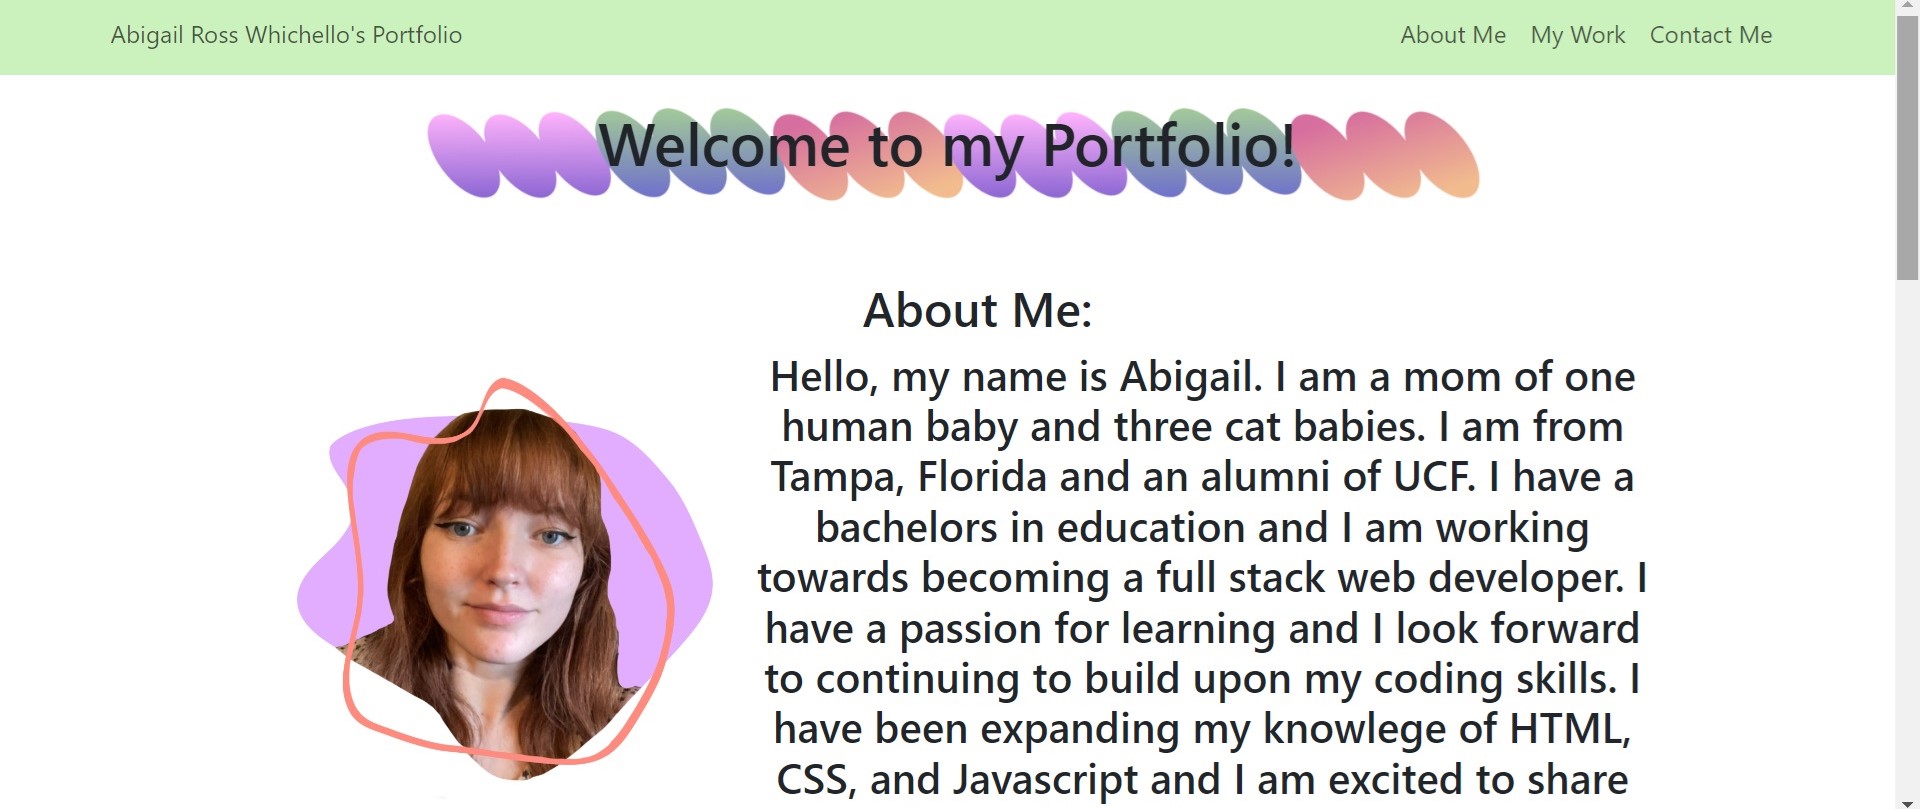 Abigail Ross Whichello's Portfolio
About Me My Work Contact Me
Welcome to my Portfolio!
About Me:
Hello, my name is Abigail. I am a mom of one
human baby and three cat babies. I am from
Tampa, Florida and an alumni of UCF. I have a
bachelors in education and I am working
towards becoming a full stack web developer. I
have a passion for learning and I look forward
to continuing to build upon my coding skills. I
have been expanding my knowlege of HTML,
CSS, and Javascript and I am excited to share